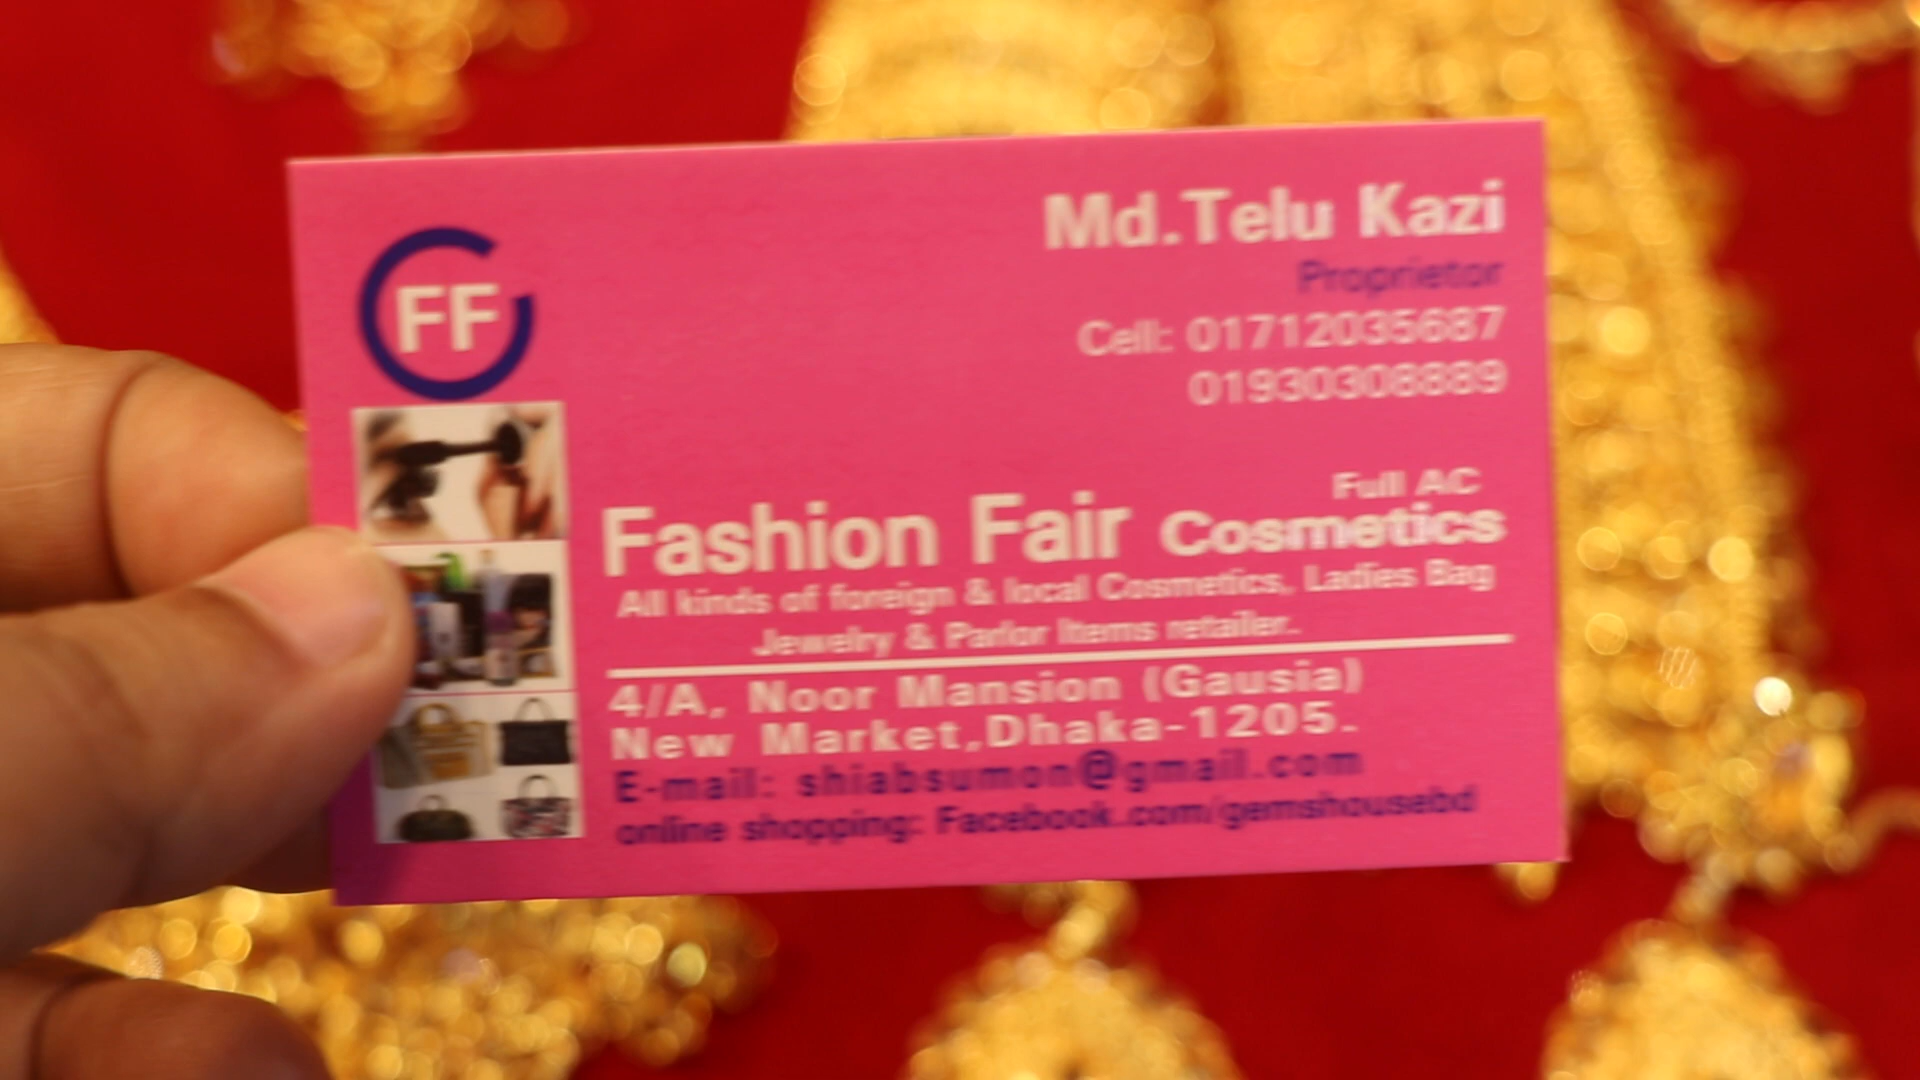 FF
Md.Telu Kazi
Proprietor
Cell: 01712035687
01930308889
Full AC
Fashion Fair Cosmetics
All kinds of foreign & local Cosmetics, Ladies Bag
Jewelry & Parlor Items retailer.
4/A, Noor Mansion (Gausia)
New Market,Dhaka-1205.
E-mail: shiabsumon@gmail.com
online shopping: Facebook.com/gemshousebd